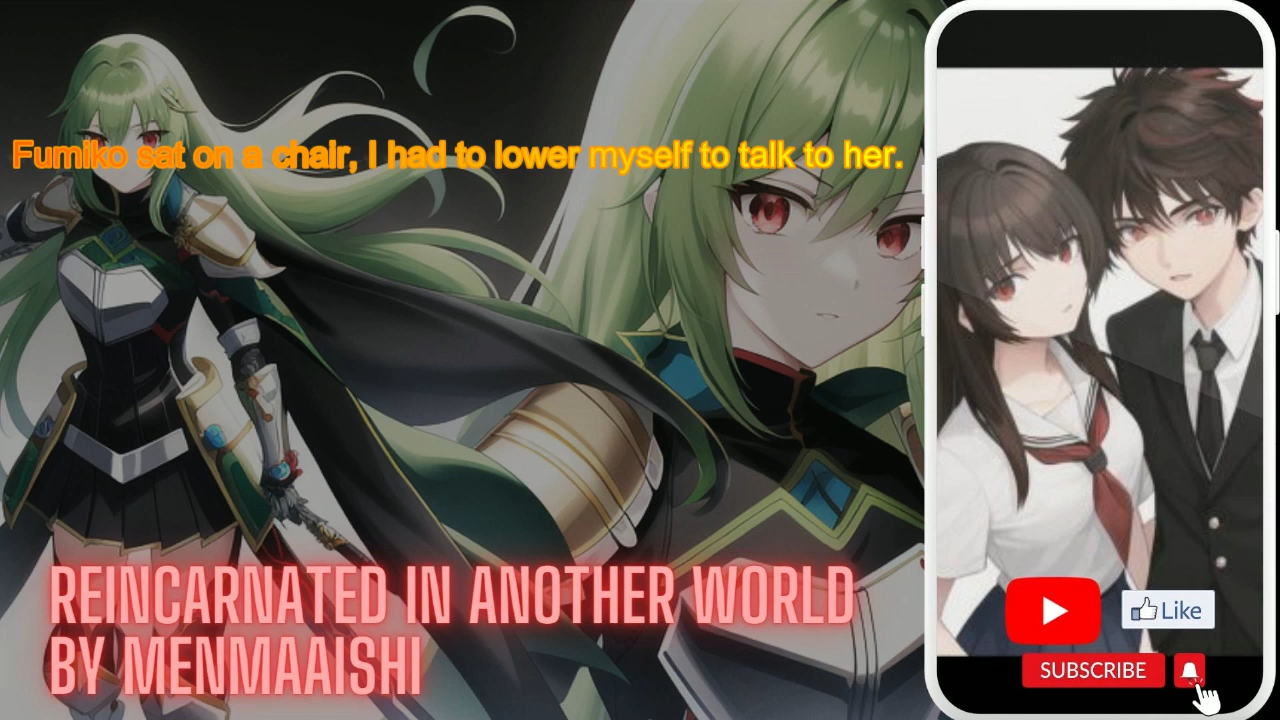 Fumiko sat on a chair, I had to lower myself to talk to her.
REINCARNATED IN ANOTHER WORLD
BY MENMAAISHI
Like
SUBSCRIBE